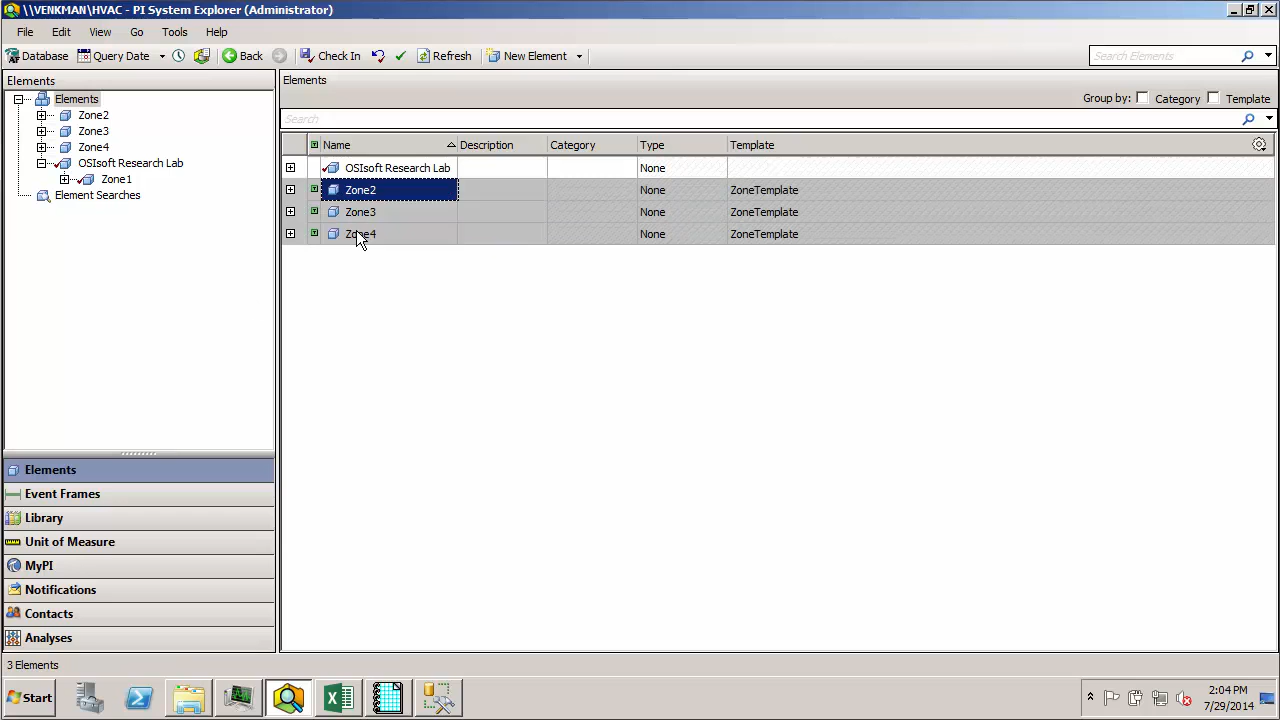 \\VENKMAN\HVAC - PI System Explorer (Administrator)
File Edit View Go Tools Help
Database Query Date Back Check In Refresh New Element Search Elements
Elements
Elements
Zone2
Zone3
Zone4
OSIsoft Research Lab
Zone1
Element Searches
Elements
Event Frames
Library
Unit of Measure
MyPI
Notifications
Contacts
Analyses
Elements
Group by: Category Template
Search
Name Description Category Type Template
OSIsoft Research Lab None
Zone2 None ZoneTemplate
Zone3 None ZoneTemplate
Zone4 None ZoneTemplate
3 Elements
Start
2:04 PM
7/29/2014